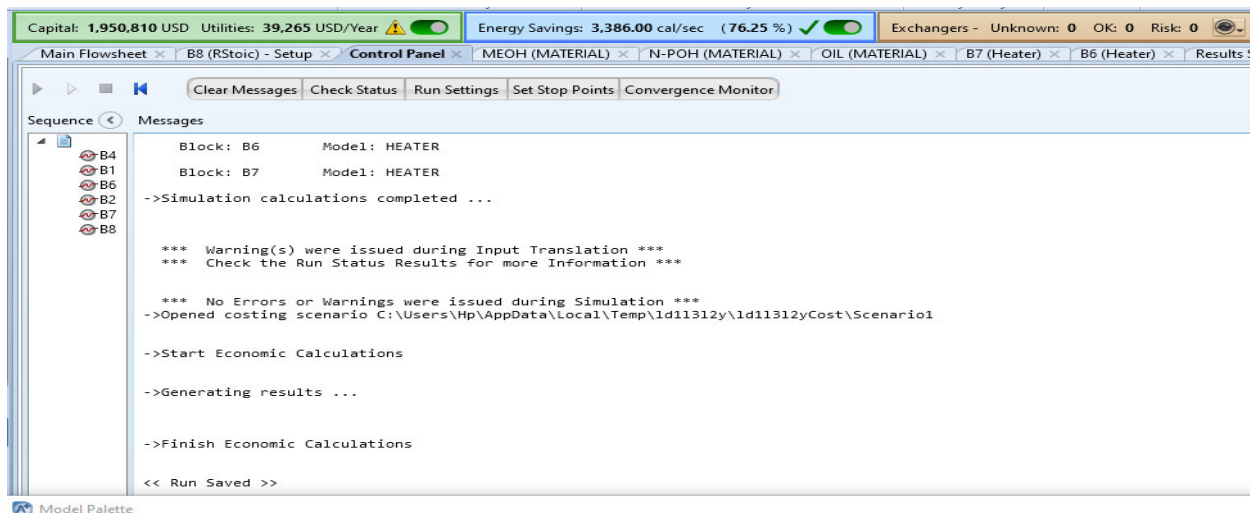 Capital: 1,950,810 USD Utilities: 39,265 USD/Year Energy Savings: 3,386.00 cal/sec (76.25 %) Exchangers - Unknown: 0 OK: 0 Risk: 0
Main Flowsheet × B8 (RStoic) - Setup × Control Panel × MEOH (MATERIAL) × N-POH (MATERIAL) × OIL (MATERIAL) × B7 (Heater) × B6 (Heater) × Results S
Clear Messages Check Status Run Settings Set Stop Points Convergence Monitor
Sequence Messages
B4
B1
B6
B2
B7
B8
Block: B6 Model: HEATER
Block: B7 Model: HEATER
->Simulation calculations completed ...
*** Warning(s) were issued during Input Translation ***
*** Check the Run Status Results for more Information ***
*** No Errors or Warnings were issued during Simulation ***
->Opened costing scenario C:\Users\Hp\AppData\Local\Temp\ld11312y\ld11312yCost\Scenario1
->Start Economic Calculations
->Generating results ...
->Finish Economic Calculations
<< Run Saved >>
Model Palette